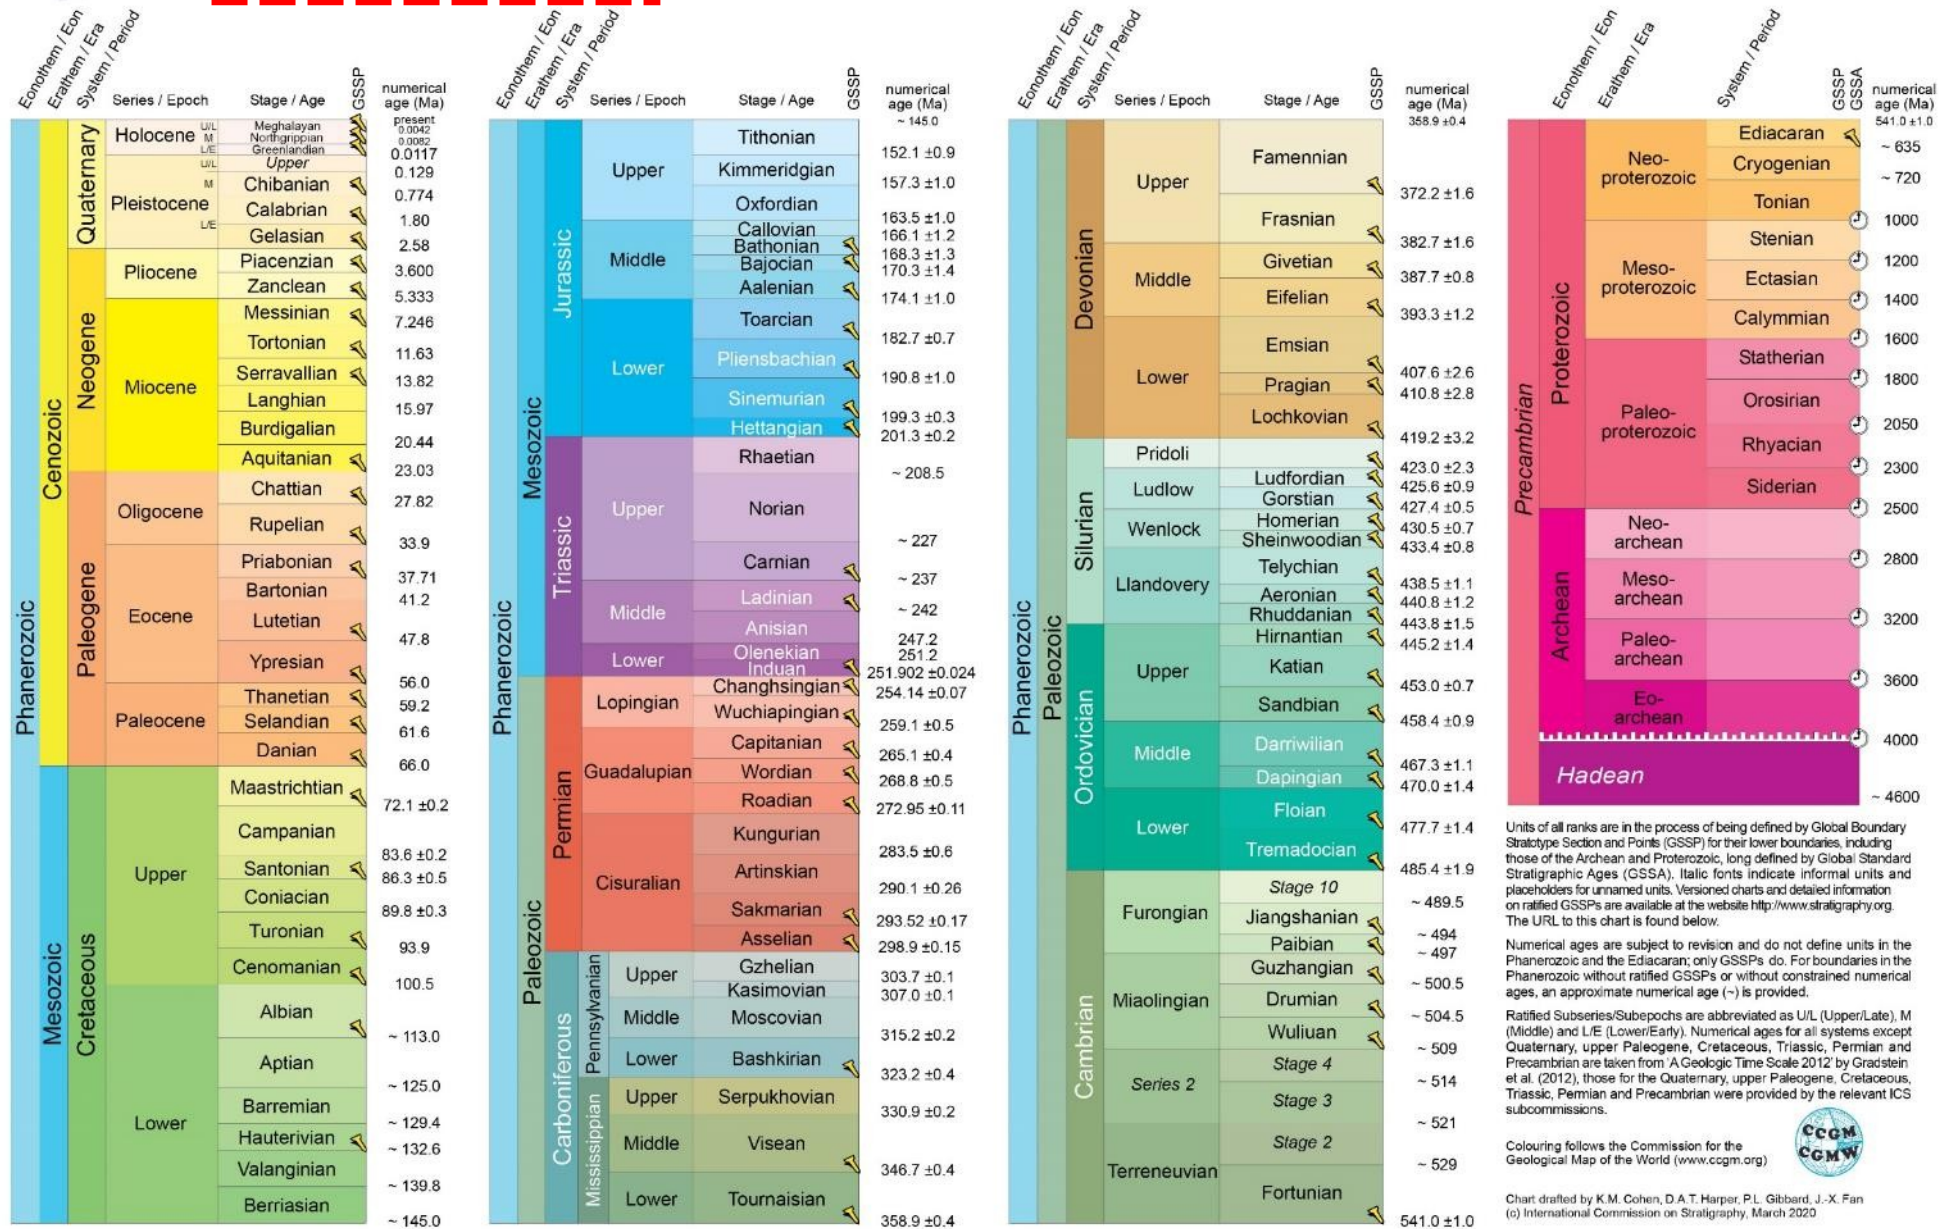 Eonothem / Eon
Erathem / Era
System / Period
Series / Epoch
Stage / Age
GSSP
numerical
age (Ma)
Phanerozoic
Cenozoic
Mesozoic
Quaternary
Neogene
Paleogene
Cretaceous
Holocene
U/L
M
L/E
Pleistocene
U/L
M
L/E
Pliocene
Miocene
Oligocene
Eocene
Paleocene
Upper
Lower
Meghalayan
Northgrippian
Greenlandian
Upper
Chibanian
Calabrian
Gelasian
Piacenzian
Zanclean
Messinian
Tortonian
Serravallian
Langhian
Burdigalian
Aquitanian
Chattian
Rupelian
Priabonian
Bartonian
Lutetian
Ypresian
Thanetian
Selandian
Danian
Maastrichtian
Campanian
Santonian
Coniacian
Turonian
Cenomanian
Albian
Aptian
Barremian
Hauterivian
Valanginian
Berriasian
present
0.0042
0.0082
0.0117
0.129
0.774
1.80
2.58
3.600
5.333
7.246
11.63
13.82
15.97
20.44
23.03
27.82
33.9
37.71
41.2
47.8
56.0
59.2
61.6
66.0
72.1 ±0.2
83.6 ±0.2
86.3 ±0.5
89.8 ±0.3
93.9
100.5
~ 113.0
~ 125.0
~ 129.4
~ 132.6
~ 139.8
~ 145.0
Eonothem / Eon
Erathem / Era
System / Period
Series / Epoch
Stage / Age
GSSP
numerical
age (Ma)
Phanerozoic
Mesozoic
Paleozoic
Jurassic
Triassic
Permian
Carboniferous
Pennsylvanian
Mississippian
Upper
Middle
Lower
Upper
Middle
Lower
Lopingian
Guadalupian
Cisuralian
Upper
Middle
Lower
Upper
Middle
Lower
Tithonian
Kimmeridgian
Oxfordian
Callovian
Bathonian
Bajocian
Aalenian
Toarcian
Pliensbachian
Sinemurian
Hettangian
Rhaetian
Norian
Carnian
Ladinian
Anisian
Olenekian
Induan
Changhsingian
Wuchiapingian
Capitanian
Wordian
Roadian
Kungurian
Artinskian
Sakmarian
Asselian
Gzhelian
Kasimovian
Moscovian
Bashkirian
Serpukhovian
Visean
Tournaisian
~ 145.0
152.1 ±0.9
157.3 ±1.0
163.5 ±1.0
166.1 ±1.2
168.3 ±1.3
170.3 ±1.4
174.1 ±1.0
182.7 ±0.7
190.8 ±1.0
199.3 ±0.3
201.3 ±0.2
~ 208.5
~ 227
~ 237
~ 242
247.2
251.2
251.902 ±0.024
254.14 ±0.07
259.1 ±0.5
265.1 ±0.4
268.8 ±0.5
272.95 ±0.11
283.5 ±0.6
290.1 ±0.26
293.52 ±0.17
298.9 ±0.15
303.7 ±0.1
307.0 ±0.1
315.2 ±0.2
323.2 ±0.4
330.9 ±0.2
346.7 ±0.4
358.9 ±0.4
Eonothem / Eon
Erathem / Era
System / Period
Series / Epoch
Stage / Age
GSSP
numerical
age (Ma)
Phanerozoic
Paleozoic
Devonian
Silurian
Ordovician
Cambrian
Upper
Middle
Lower
Pridoli
Ludlow
Wenlock
Llandovery
Upper
Middle
Lower
Furongian
Miaolingian
Series 2
Terreneuvian
Famennian
Frasnian
Givetian
Eifelian
Emsian
Pragian
Lochkovian
Ludfordian
Gorstian
Homerian
Sheinwoodian
Telychian
Aeronian
Rhuddanian
Hirnantian
Katian
Sandbian
Darriwilian
Dapingian
Floian
Tremadocian
Stage 10
Jiangshanian
Paibian
Guzhangian
Drumian
Wuliuan
Stage 4
Stage 3
Stage 2
Fortunian
358.9 ±0.4
372.2 ±1.6
382.7 ±1.6
387.7 ±0.8
393.3 ±1.2
407.6 ±2.6
410.8 ±2.8
419.2 ±3.2
423.0 ±2.3
425.6 ±0.9
427.4 ±0.5
430.5 ±0.7
433.4 ±0.8
438.5 ±1.1
440.8 ±1.2
443.8 ±1.5
445.2 ±1.4
453.0 ±0.7
458.4 ±0.9
467.3 ±1.1
470.0 ±1.4
477.7 ±1.4
485.4 ±1.9
~ 489.5
~ 494
~ 497
~ 500.5
~ 504.5
~ 509
~ 514
~ 521
~ 529
541.0 ±1.0
Eonothem / Eon
Erathem / Era
System / Period
GSSP
GSSA
numerical
age (Ma)
Precambrian
Proterozoic
Archean
Hadean
Neo-
proterozoic
Meso-
proterozoic
Paleo-
proterozoic
Neo-
archean
Meso-
archean
Paleo-
archean
Eo-
archean
Ediacaran
Cryogenian
Tonian
Stenian
Ectasian
Calymmian
Statherian
Orosirian
Rhyacian
Siderian
541.0 ±1.0
~ 635
~ 720
1000
1200
1400
1600
1800
2050
2300
2500
2800
3200
3600
4000
~ 4600
Units of all ranks are in the process of being defined by Global Boundary
Stratotype Section and Points (GSSP) for their lower boundaries, including
those of the Archean and Proterozoic, long defined by Global Standard
Stratigraphic Ages (GSSA). Italic fonts indicate informal units and
placeholders for unnamed units. Versioned charts and detailed information
on ratified GSSPs are available at the website http://www.stratigraphy.org.
The URL to this chart is found below.
Numerical ages are subject to revision and do not define units in the
Phanerozoic and the Ediacaran; only GSSPs do. For boundaries in the
Phanerozoic without ratified GSSPs or without constrained numerical
ages, an approximate numerical age (~) is provided.
Ratified Subseries/Subepochs are abbreviated as U/L (Upper/Late), M
(Middle) and L/E (Lower/Early). Numerical ages for all systems except
Quaternary, upper Paleogene, Cretaceous, Triassic, Permian and
Precambrian are taken from 'A Geologic Time Scale 2012' by Gradstein
et al. (2012), those for the Quaternary, upper Paleogene, Cretaceous,
Triassic, Permian and Precambrian were provided by the relevant ICS
subcommissions.
Colouring follows the Commission for the
Geological Map of the World (www.ccgm.org)
CCGM
CGMW
Chart drafted by K.M. Cohen, D.A.T. Harper, P.L. Gibbard, J.-X. Fan
(c) International Commission on Stratigraphy, March 2020